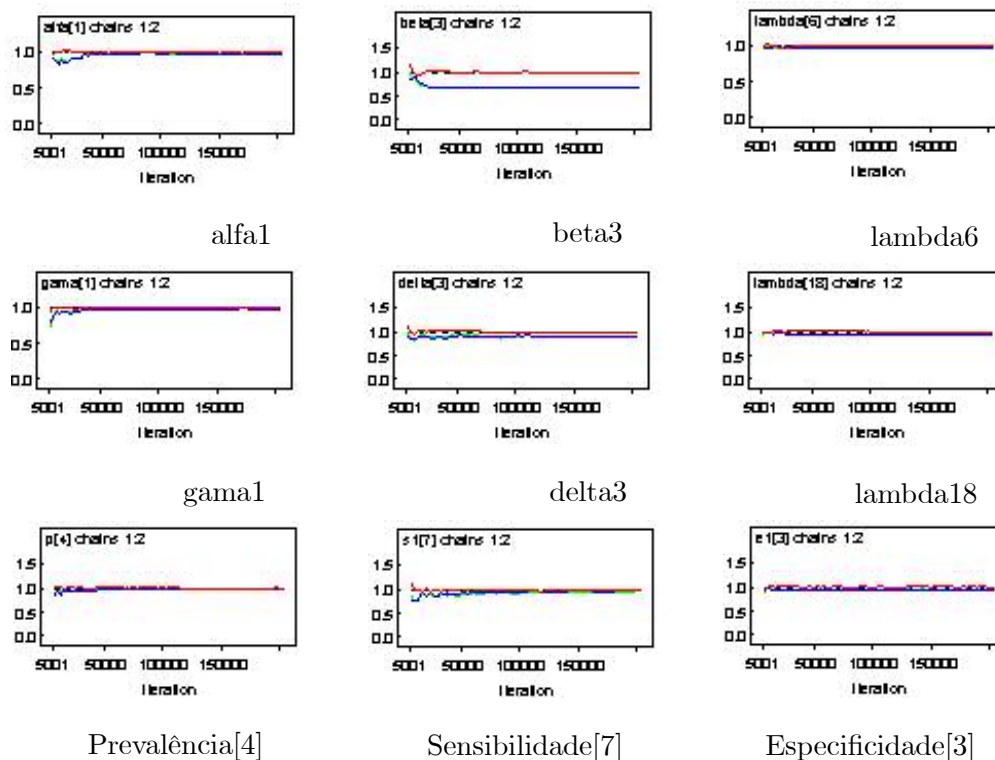 alfa[1] chains 1:2
1.0
0.5
0.0
5001 50000 100000 150000
Iteration
alfa1
beta[3] chains 1:2
1.5
1.0
0.5
0.0
5001 50000 100000 150000
Iteration
beta3
lambda[6] chains 1:2
1.0
0.5
0.0
5001 50000 100000 150000
Iteration
lambda6
gama[1] chains 1:2
1.0
0.5
0.0
5001 50000 100000 150000
Iteration
gama1
delta[3] chains 1:2
1.5
1.0
0.5
0.0
5001 50000 100000 150000
Iteration
delta3
lambda[18] chains 1:2
1.5
1.0
0.5
0.0
5001 50000 100000 150000
Iteration
lambda18
p[4] chains 1:2
1.5
1.0
0.5
0.0
5001 50000 100000 150000
Iteration
Prevalência[4]
s1[7] chains 1:2
1.5
1.0
0.5
0.0
5001 50000 100000 150000
Iteration
Sensibilidade[7]
e1[3] chains 1:2
1.5
1.0
0.5
0.0
5001 50000 100000 150000
Iteration
Especificidade[3]